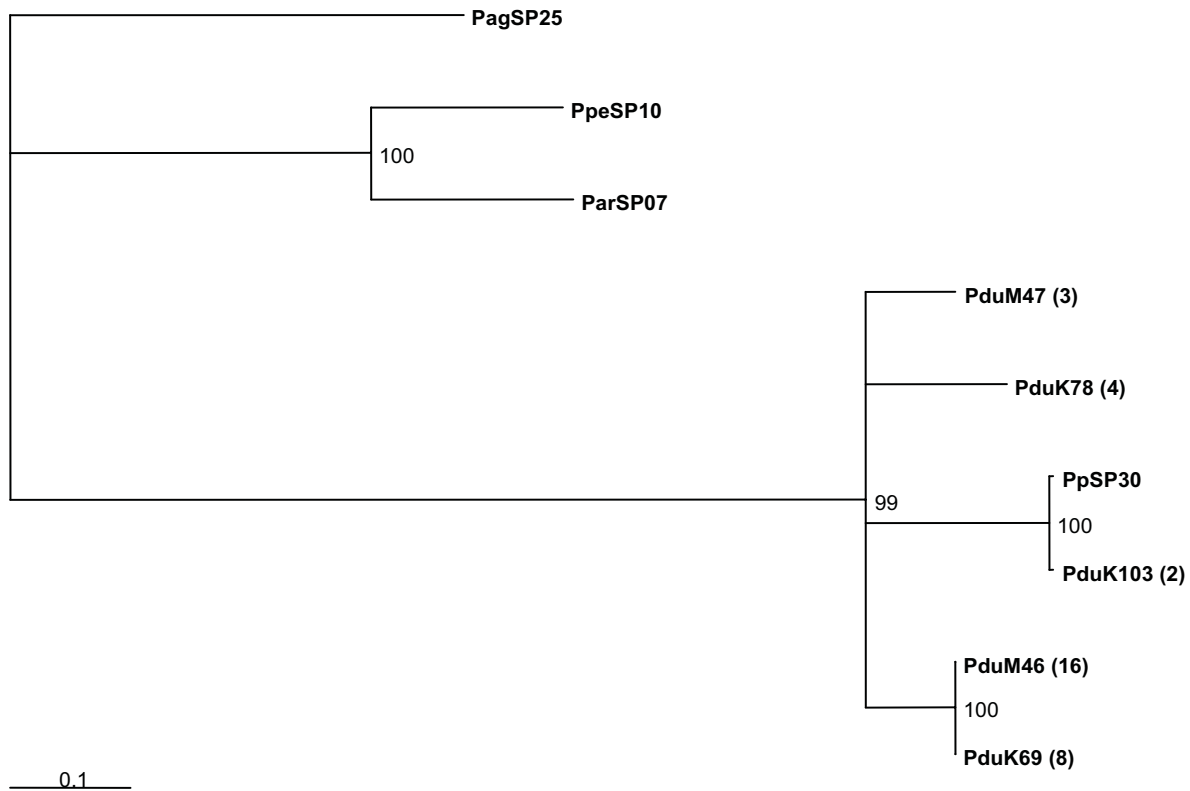 PagSP25
PpeSP10
100
ParSP07
PduM47 (3)
PduK78 (4)
PpSP30
99
100
PduK103 (2)
PduM46 (16)
100
PduK69 (8)
0.1